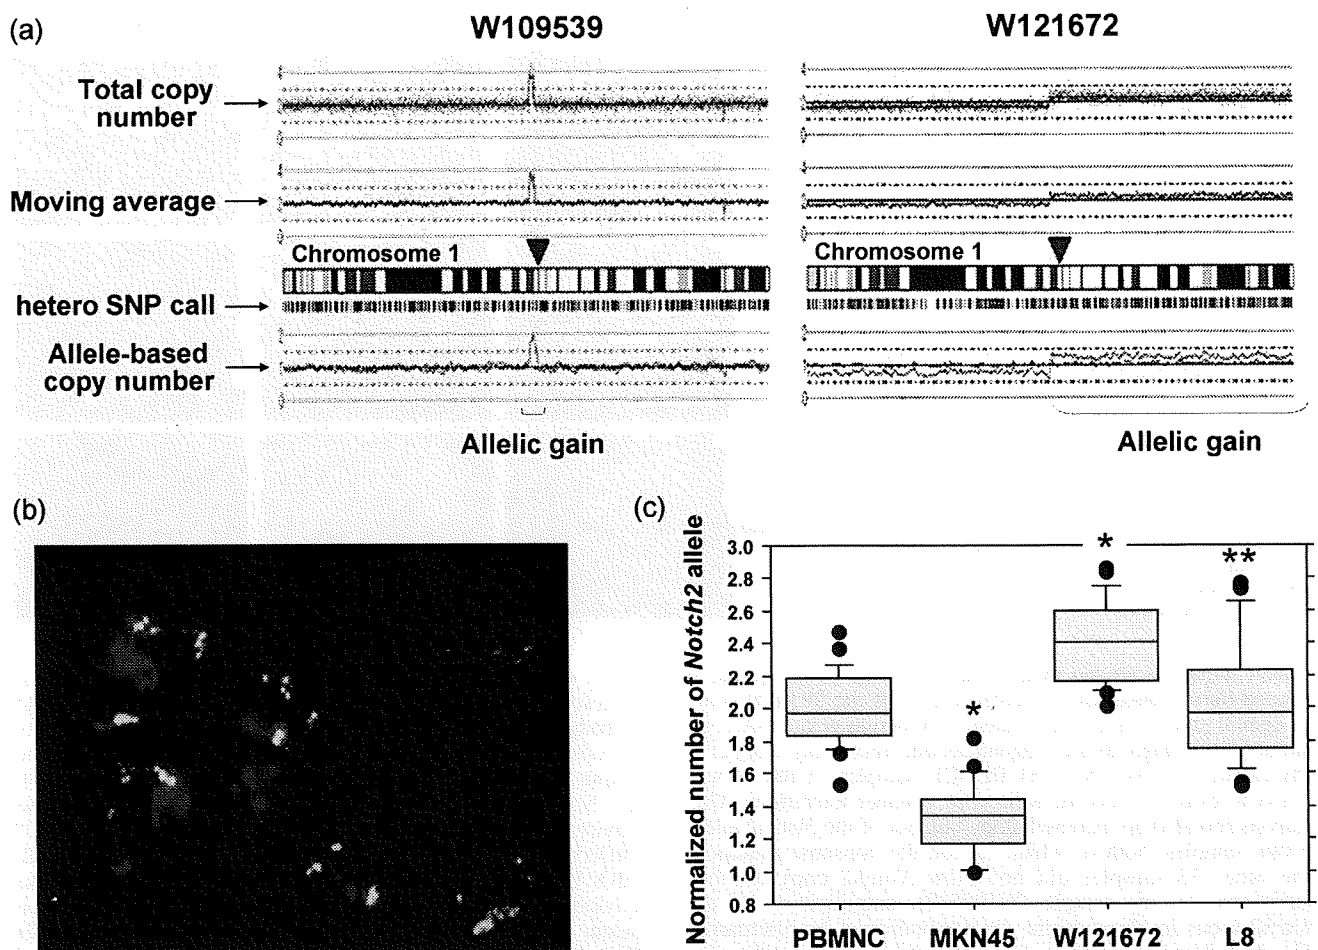 (a)
W109539
W121672
Total copy
number
Moving average
Chromosome 1
Chromosome 1
hetero SNP call
Allele-based
copy number
Allelic gain
Allelic gain
(b)
(c)
Normalized number of Notch2 allele
3.0
2.8
2.6
2.4
2.2
2.0
1.8
1.6
1.4
1.2
1.0
0.8
*
*
**
PBMNC
MKN45
W121672
L8